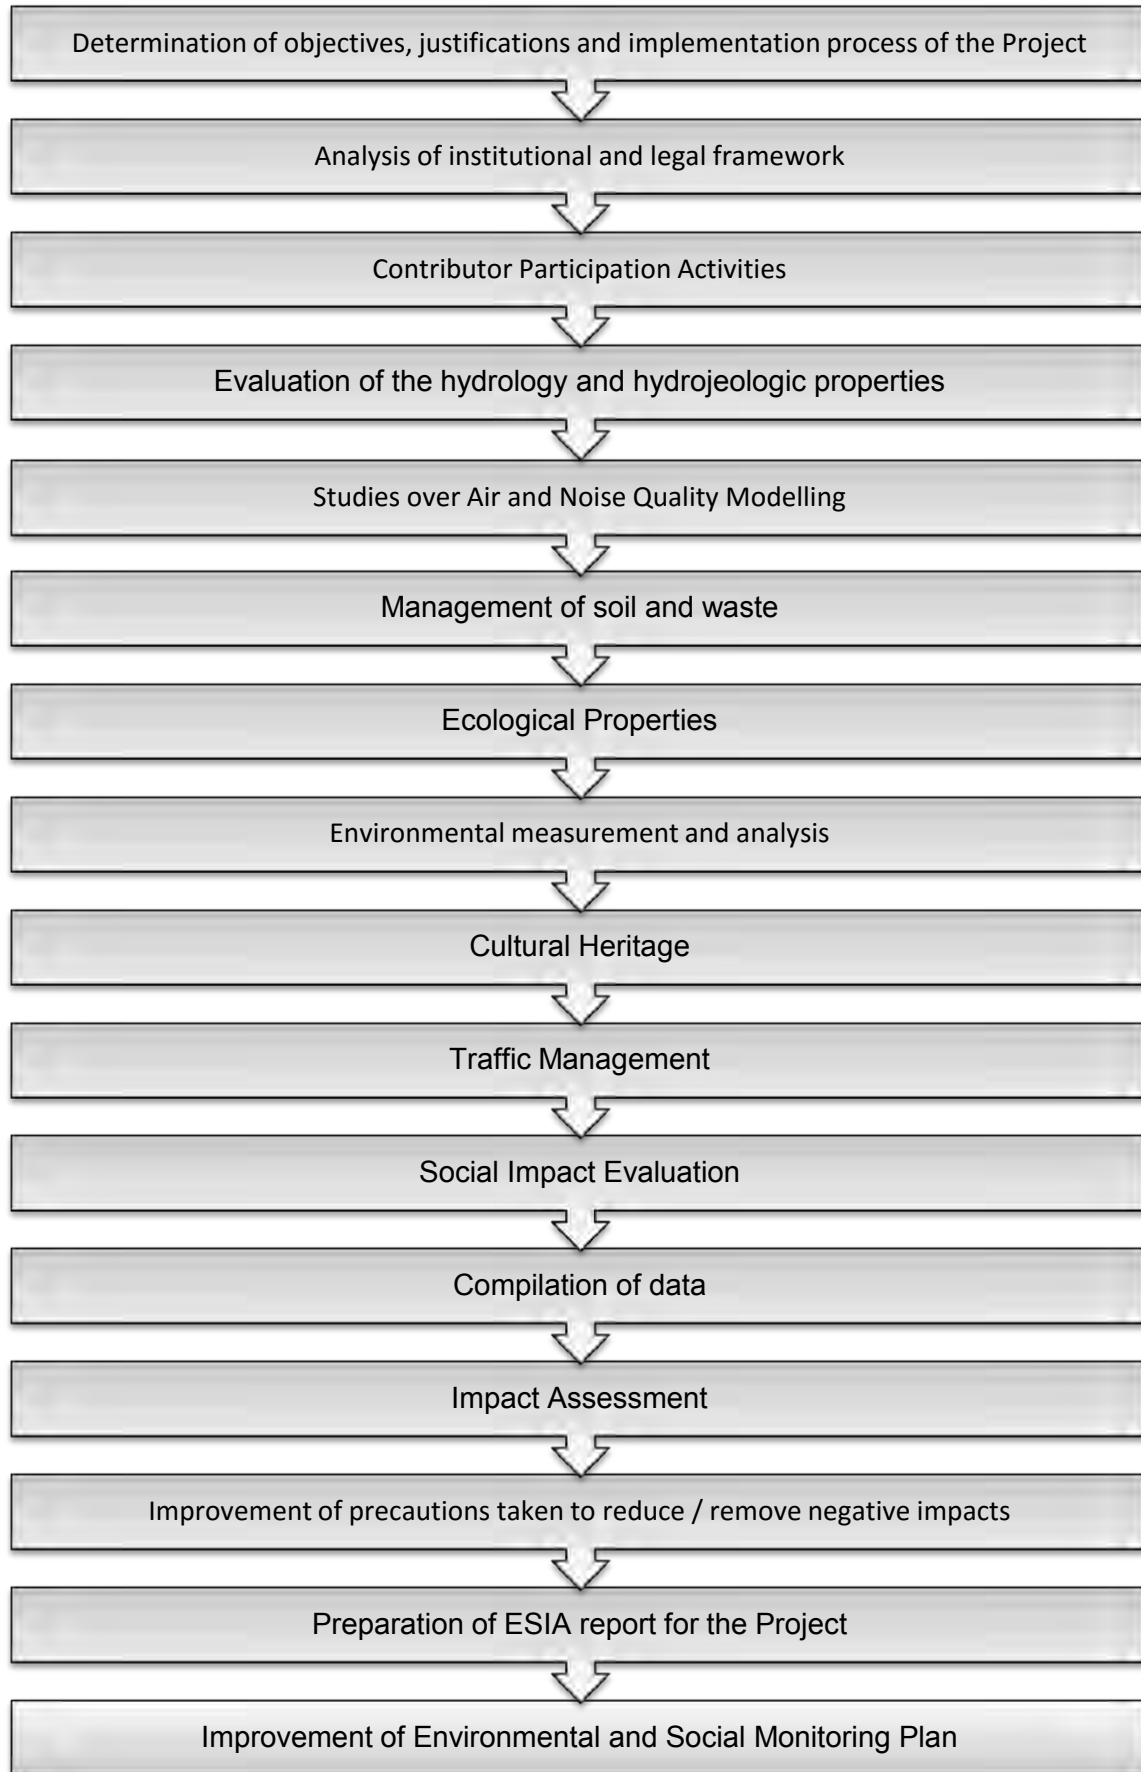 Determination of objectives, justifications and implementation process of the Project
Analysis of institutional and legal framework
Contributor Participation Activities
Evaluation of the hydrology and hydrojeologic properties
Studies over Air and Noise Quality Modelling
Management of soil and waste
Ecological Properties
Environmental measurement and analysis
Cultural Heritage
Traffic Management
Social Impact Evaluation
Compilation of data
Impact Assessment
Improvement of precautions taken to reduce / remove negative impacts
Preparation of ESIA report for the Project
Improvement of Environmental and Social Monitoring Plan